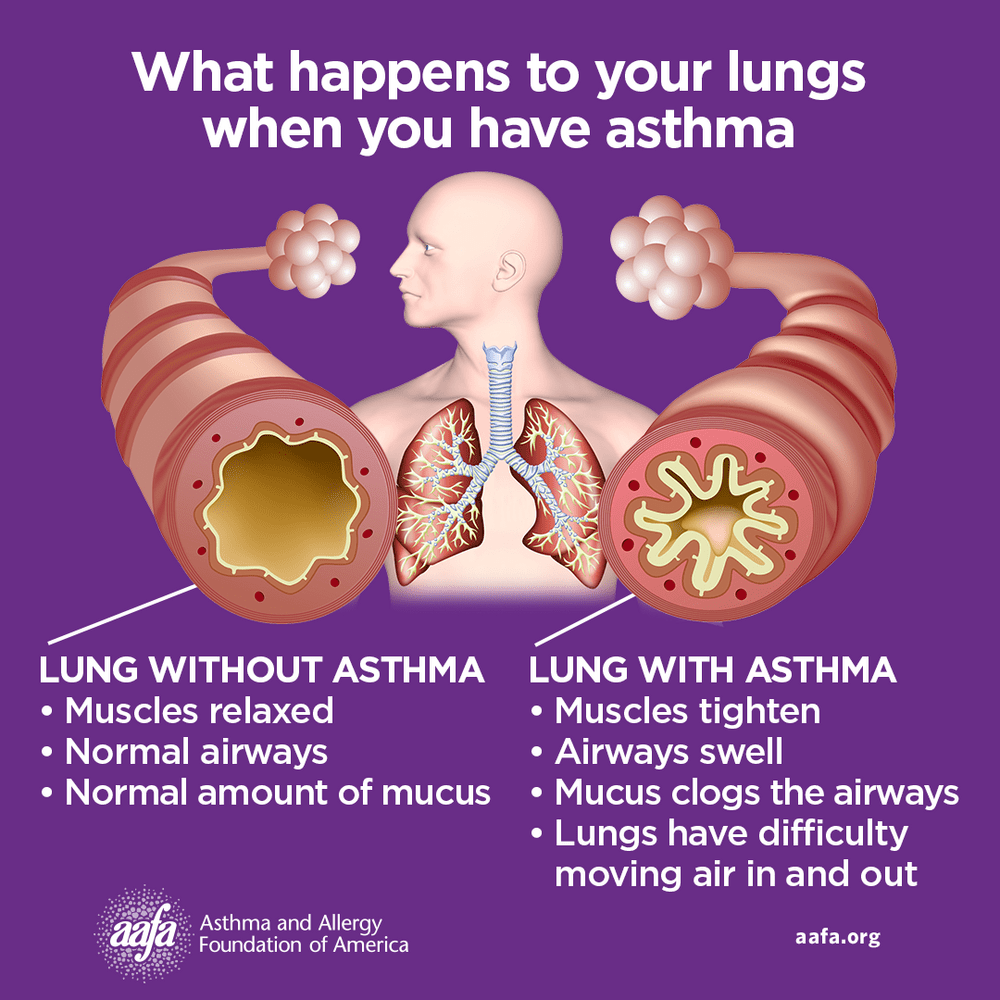 What happens to your lungs
when you have asthma
LUNG WITHOUT ASTHMA
• Muscles relaxed
• Normal airways
• Normal amount of mucus
LUNG WITH ASTHMA
• Muscles tighten
• Airways swell
• Mucus clogs the airways
• Lungs have difficulty
moving air in and out
aafa
Asthma and Allergy
Foundation of America
aafa.org